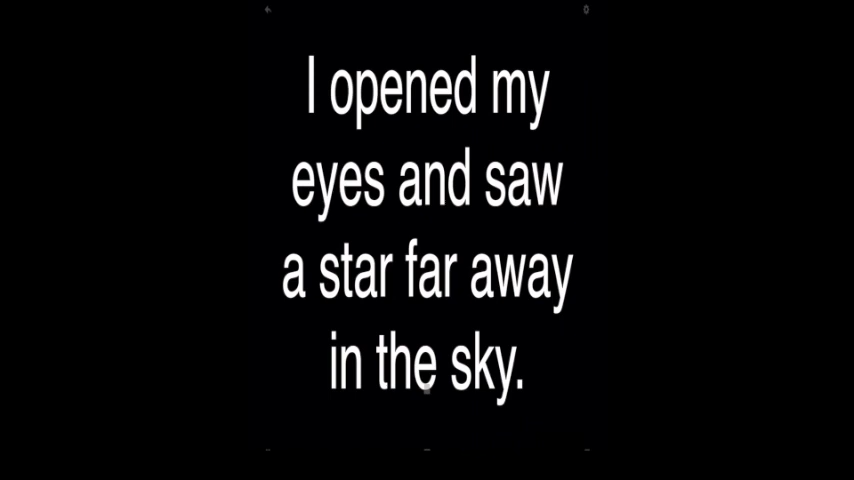 I opened my
eyes and saw
a star far away
in the sky.